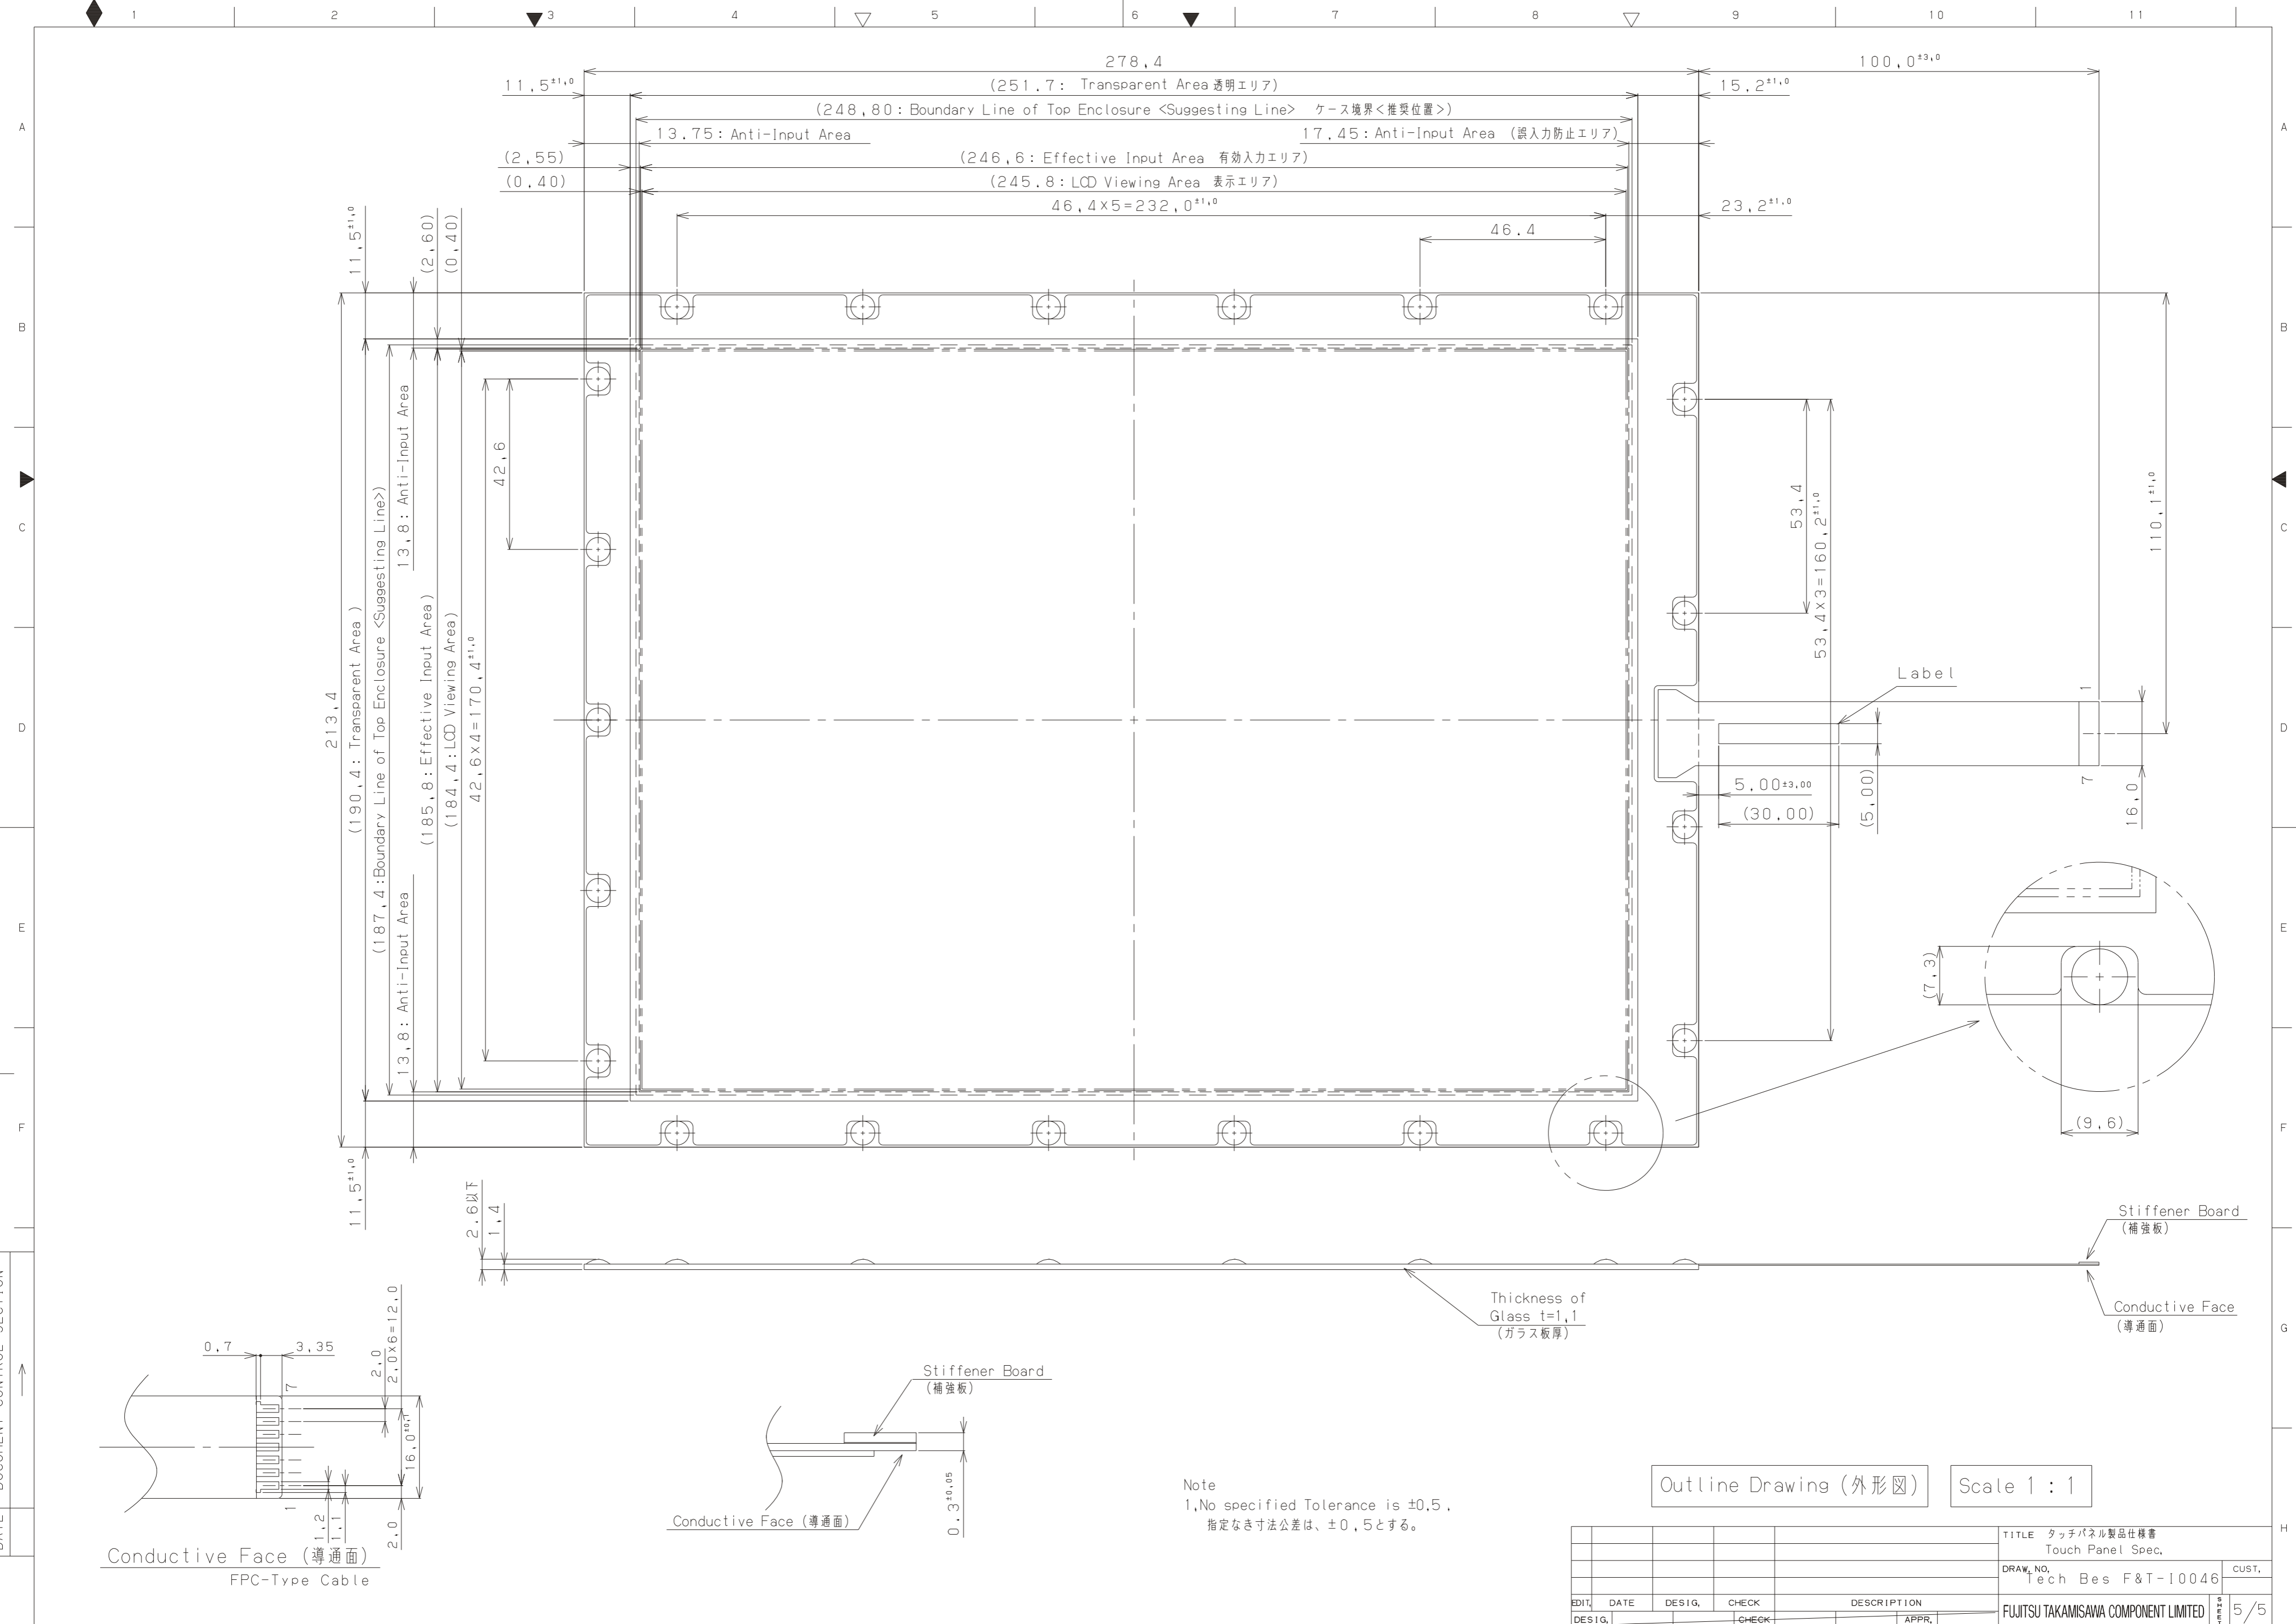 1 2 3 4 5 6 7 8 9 10 11
278,4
100,0±3,0
11,5±1,0
(251,7: Transparent Area 透明エリア)
15,2±1,0
(248,80: Boundary Line of Top Enclosure <Suggesting Line> ケース境界<推奨位置>)
13.75: Anti-Input Area
17,45: Anti-Input Area (誤入力防止エリア)
(2,55)
(246,6: Effective Input Area 有効入力エリア)
(0,40)
(245,8: LCD Viewing Area 表示エリア)
46,4×5=232,0±1,0
23,2±1,0
46.4
A
A
B
B
C
C
D
D
E
E
F
F
G
H
11,5±1,0
(2,60)
(0,40)
213,4
(190,4: Transparent Area )
(187,4:Boundary Line of Top Enclosure <Suggesting Line>)
13,8: Anti-Input Area
13,8: Anti-Input Area
(185,8: Effective Input Area)
(184,4: LCD Viewing Area)
42,6×4=170,4±1,0
42,6
11,5±1,0
53,4
53,4×3=160,2±1,0
110,1±1,0
Label
1
7
5,00±3,00
(30,00)
(5,00)
16,0
(7,3)
(9,6)
2.6以下
1,4
Stiffener Board
(補強板)
Thickness of
Glass t=1,1
(ガラス板厚)
Conductive Face
(導通面)
DOCUMENT CONTROL SECTION
DATE
0,7
3,35
2,0
2,0×6=12,0
16,0±0,1
7
1
1,2
1,1
2,0
Conductive Face (導通面)
FPC-Type Cable
Stiffener Board
(補強板)
0.3±0,05
Conductive Face (導通面)
Note
1,No specified Tolerance is ±0,5.
指定なき寸法公差は、±0,5とする。
Outline Drawing (外形図)
Scale 1 : 1
TITLE タッチパネル製品仕様書
Touch Panel Spec,
DRAW, NO,
Tech Bes F&T-I0046
CUST,
EDIT, DATE DESIG, CHECK DESCRIPTION
DESIG, CHECK APPR,
FUJITSU TAKAMISAWA COMPONENT LIMITED
SHEET
5/5